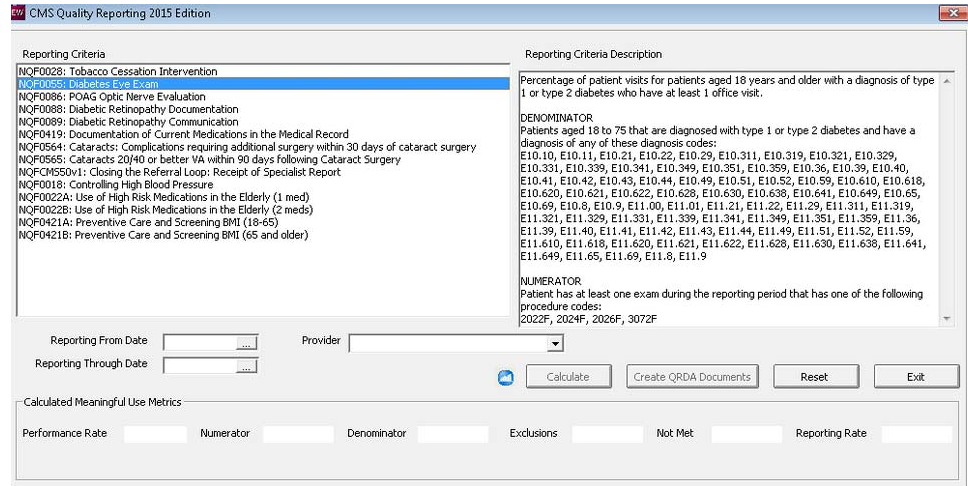 EW CMS Quality Reporting 2015 Edition
Reporting Criteria
NQF0028: Tobacco Cessation Intervention
NQF0055: Diabetes Eye Exam
NQF0086: POAG Optic Nerve Evaluation
NQF0088: Diabetic Retinopathy Documentation
NQF0089: Diabetic Retinopathy Communication
NQF0419: Documentation of Current Medications in the Medical Record
NQF0564: Cataracts: Complications requiring additional surgery within 30 days of cataract surgery
NQF0565: Cataracts 20/40 or better VA within 90 days following Cataract Surgery
NQFCMS50v1: Closing the Referral Loop: Receipt of Specialist Report
NQF0018: Controlling High Blood Pressure
NQF0022A: Use of High Risk Medications in the Elderly (1 med)
NQF0022B: Use of High Risk Medications in the Elderly (2 meds)
NQF0421A: Preventive Care and Screening BMI (18-65)
NQF0421B: Preventive Care and Screening BMI (65 and older)
Reporting Criteria Description
Percentage of patient visits for patients aged 18 years and older with a diagnosis of type
1 or type 2 diabetes who have at least 1 office visit.
DENOMINATOR
Patients aged 18 to 75 that are diagnosed with type 1 or type 2 diabetes and have a
diagnosis of any of these diagnosis codes:
E10.10, E10.11, E10.21, E10.22, E10.29, E10.311, E10.319, E10.321, E10.329,
E10.331, E10.339, E10.341, E10.349, E10.351, E10.359, E10.36, E10.39, E10.40,
E10.41, E10.42, E10.43, E10.44, E10.49, E10.51, E10.52, E10.59, E10.610, E10.618,
E10.620, E10.621, E10.622, E10.628, E10.630, E10.638, E10.641, E10.649, E10.65,
E10.69, E10.8, E10.9, E11.00, E11.01, E11.21, E11.22, E11.29, E11.311, E11.319,
E11.321, E11.329, E11.331, E11.339, E11.341, E11.349, E11.351, E11.359, E11.36,
E11.39, E11.40, E11.41, E11.42, E11.43, E11.44, E11.49, E11.51, E11.52, E11.59,
E11.610, E11.618, E11.620, E11.621, E11.622, E11.628, E11.630, E11.638, E11.641,
E11.649, E11.65, E11.69, E11.8, E11.9
NUMERATOR
Patient has at least one exam during the reporting period that has one of the following
procedure codes:
2022F, 2024F, 2026F, 3072F
Reporting From Date ... Provider
Reporting Through Date ...
Calculate Create QRDA Documents Reset Exit
Calculated Meaningful Use Metrics
Performance Rate Numerator Denominator Exclusions Not Met Reporting Rate